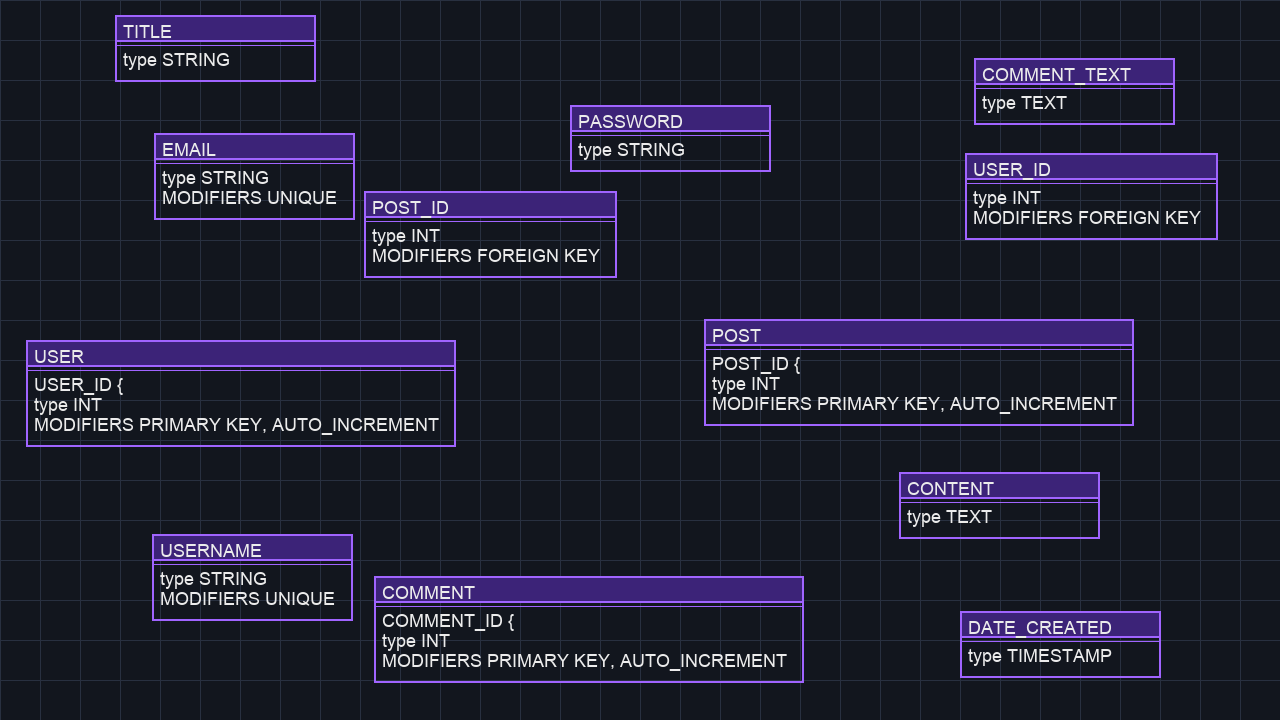 TITLE
type STRING
COMMENT_TEXT
type TEXT
PASSWORD
type STRING
EMAIL
type STRING
MODIFIERS UNIQUE
USER_ID
type INT
MODIFIERS FOREIGN KEY
POST_ID
type INT
MODIFIERS FOREIGN KEY
POST
POST_ID {
type INT
MODIFIERS PRIMARY KEY, AUTO_INCREMENT
USER
USER_ID {
type INT
MODIFIERS PRIMARY KEY, AUTO_INCREMENT
CONTENT
type TEXT
USERNAME
type STRING
MODIFIERS UNIQUE
COMMENT
COMMENT_ID {
type INT
MODIFIERS PRIMARY KEY, AUTO_INCREMENT
DATE_CREATED
type TIMESTAMP